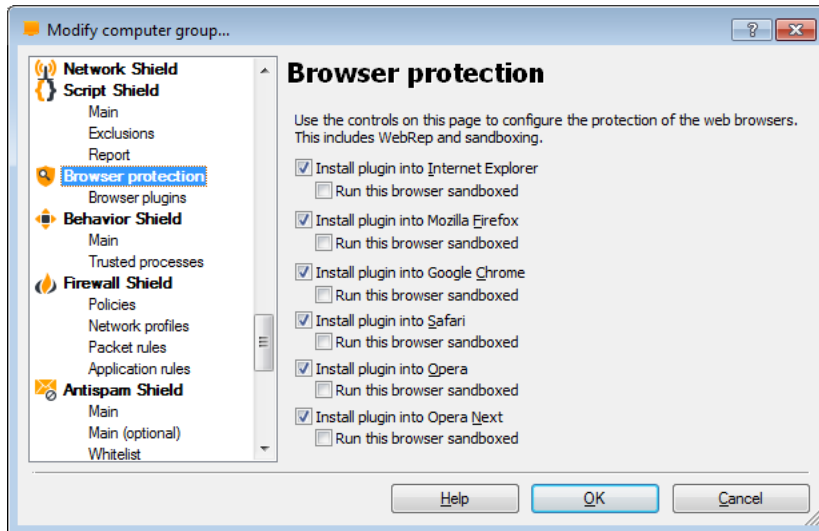 Modify computer group...
Network Shield
Script Shield
Main
Exclusions
Report
Browser protection
Browser plugins
Behavior Shield
Main
Trusted processes
Firewall Shield
Policies
Network profiles
Packet rules
Application rules
Antispam Shield
Main
Main (optional)
Whitelist
Browser protection
Use the controls on this page to configure the protection of the web browsers.
This includes WebRep and sandboxing.
Install plugin into Internet Explorer
Run this browser sandboxed
Install plugin into Mozilla Firefox
Run this browser sandboxed
Install plugin into Google Chrome
Run this browser sandboxed
Install plugin into Safari
Run this browser sandboxed
Install plugin into Opera
Run this browser sandboxed
Install plugin into Opera Next
Run this browser sandboxed
Help
OK
Cancel